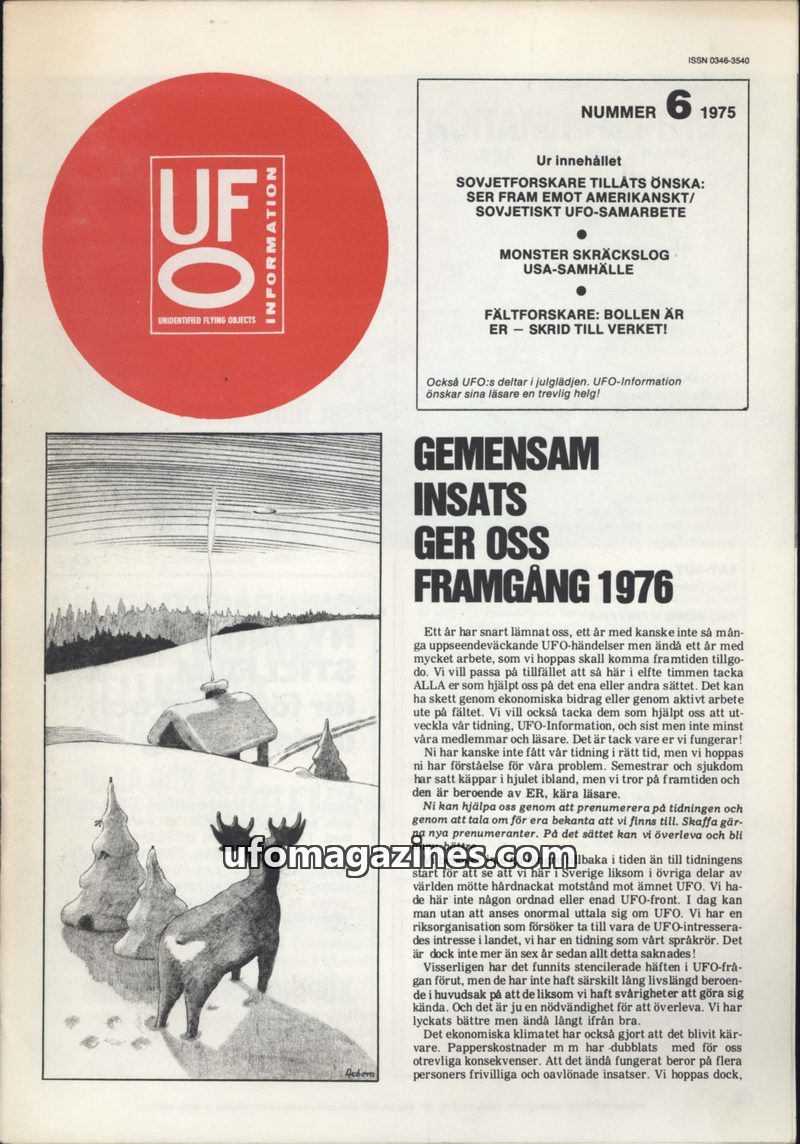 ISSN 0346-3540
UFO
INFORMATION
UNIDENTIFIED FLYING OBJECTS
NUMMER 6 1975
Ur innehållet
SOVJETFORSKARE TILLÅTS ÖNSKA:
SER FRAM EMOT AMERIKANSKT/
SOVJETISKT UFO-SAMARBETE
MONSTER SKRÄCKSLOG
USA-SAMHÄLLE
FÄLTFORSKARE: BOLLEN ÄR
ER — SKRID TILL VERKET!
Också UFO:s deltar i julglädjen. UFO-Information
önskar sina läsare en trevlig helg!
GEMENSAM
INSATS
GER OSS
FRAMGÅNG 1976
Ett år har snart lämnat oss, ett år med kanske inte så mån-
ga uppseendeväckande UFO-händelser men ändå ett år med
mycket arbete, som vi hoppas skall komma framtiden tillgo-
do. Vi vill passa på tillfället att så här i elfte timmen tacka
ALLA er som hjälpt oss på det ena eller andra sättet. Det kan
ha skett genom ekonomiska bidrag eller genom aktivt arbete
ute på fältet. Vi vill också tacka dem som hjälpt oss att ut-
veckla vår tidning, UFO-Information, och sist men inte minst
våra medlemmar och läsare. Det är tack vare er vi fungerar!
Ni har kanske inte fått vår tidning i rätt tid, men vi hoppas
ni har förståelse för våra problem. Semestrar och sjukdom
har satt käppar i hjulet ibland, men vi tror på framtiden och
den är beroende av ER, kära läsare.
Ni kan hjälpa oss genom att prenumerera på tidningen och
genom att tala om för era bekanta att vi finns till. Skaffa gär-
na nya prenumeranter. På det sättet kan vi överleva och bli
ufomagazines.com
tillbaka i tiden än till tidningens
start för att se att vi här i Sverige liksom i övriga delar av
världen mötte hårdnackat motstånd mot ämnet UFO. Vi ha-
de här inte någon ordnad eller enad UFO-front. I dag kan
man utan att anses onormal uttala sig om UFO. Vi har en
riksorganisation som försöker ta till vara de UFO-intressera-
des intresse i landet, vi har en tidning som vårt språkrör. Det
är dock inte mer än sex år sedan allt detta saknades!
Visserligen har det funnits stencilerade häften i UFO-frå-
gan förut, men de har inte haft särskilt lång livslängd beroen-
de i huvudsak på att de liksom vi haft svårigheter att göra sig
kända. Och det är ju en nödvändighet för att överleva. Vi har
lyckats bättre men ändå långt ifrån bra.
Det ekonomiska klimatet har också gjort att det blivit kär-
vare. Papperskostnader m m har dubblats med för oss
otrevliga konsekvenser. Att det ändå fungerat beror på flera
personers frivilliga och oavlönade insatser. Vi hoppas dock,